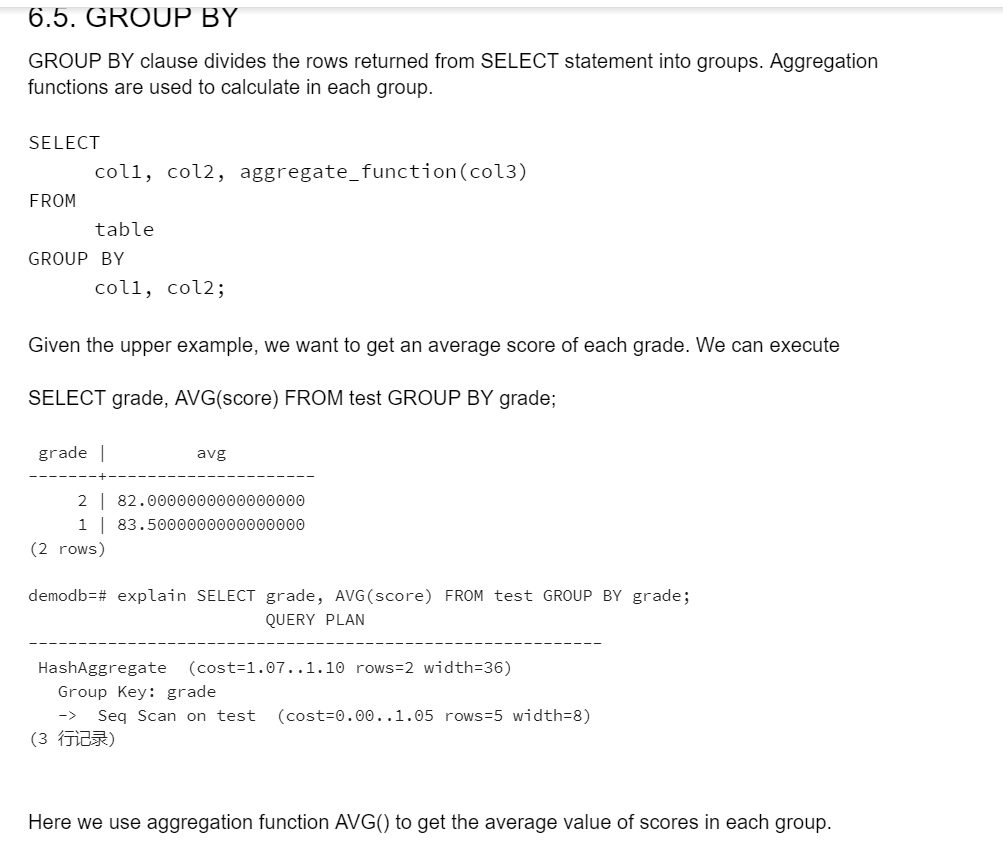 6.5. GROUP BY
GROUP BY clause divides the rows returned from SELECT statement into groups. Aggregation
functions are used to calculate in each group.
SELECT
col1, col2, aggregate_function(col3)
FROM
table
GROUP BY
col1, col2;
Given the upper example, we want to get an average score of each grade. We can execute
SELECT grade, AVG(score) FROM test GROUP BY grade;
grade | avg
-------+---------------------
2 | 82.0000000000000000
1 | 83.5000000000000000
(2 rows)
demodb=# explain SELECT grade, AVG(score) FROM test GROUP BY grade;
QUERY PLAN
----------------------------------------------------------
HashAggregate (cost=1.07..1.10 rows=2 width=36)
Group Key: grade
-> Seq Scan on test (cost=0.00..1.05 rows=5 width=8)
(3 行记录)
Here we use aggregation function AVG() to get the average value of scores in each group.